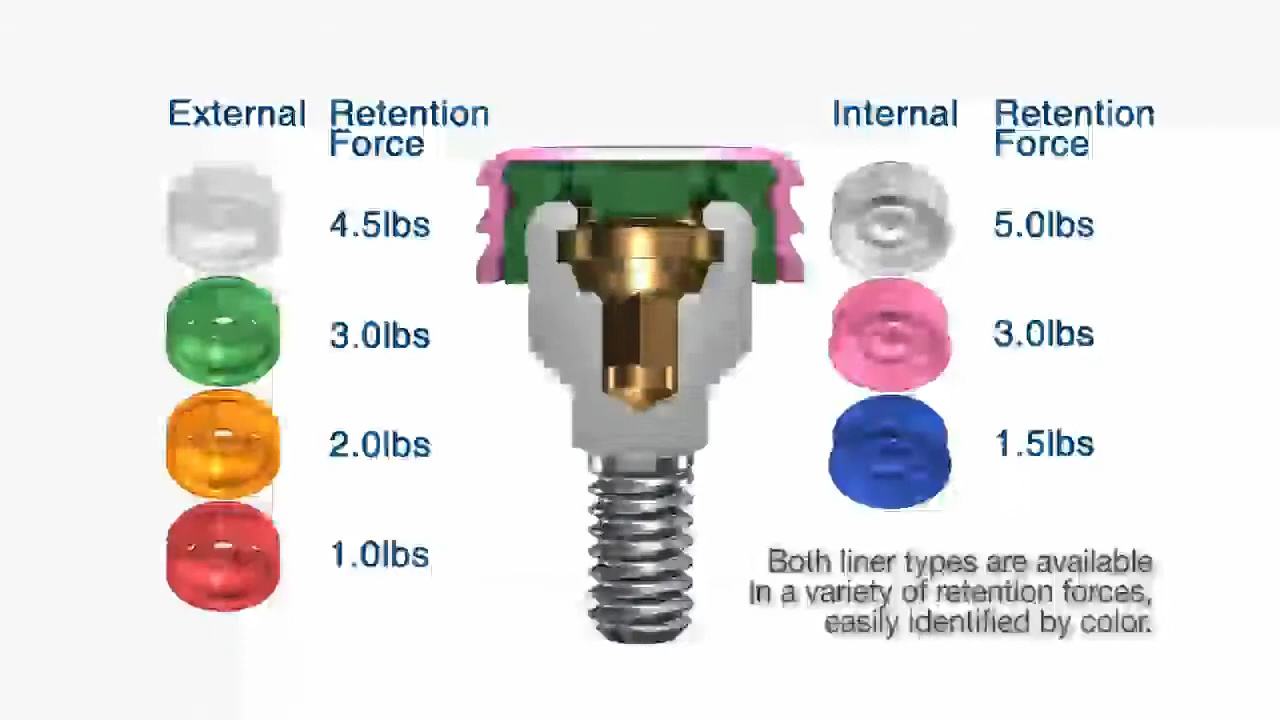 External Retention Force
4.5lbs
3.0lbs
2.0lbs
1.0lbs
Internal Retention Force
5.0lbs
3.0lbs
1.5lbs
Both liner types are available
in a variety of retention forces,
easily identified by color.